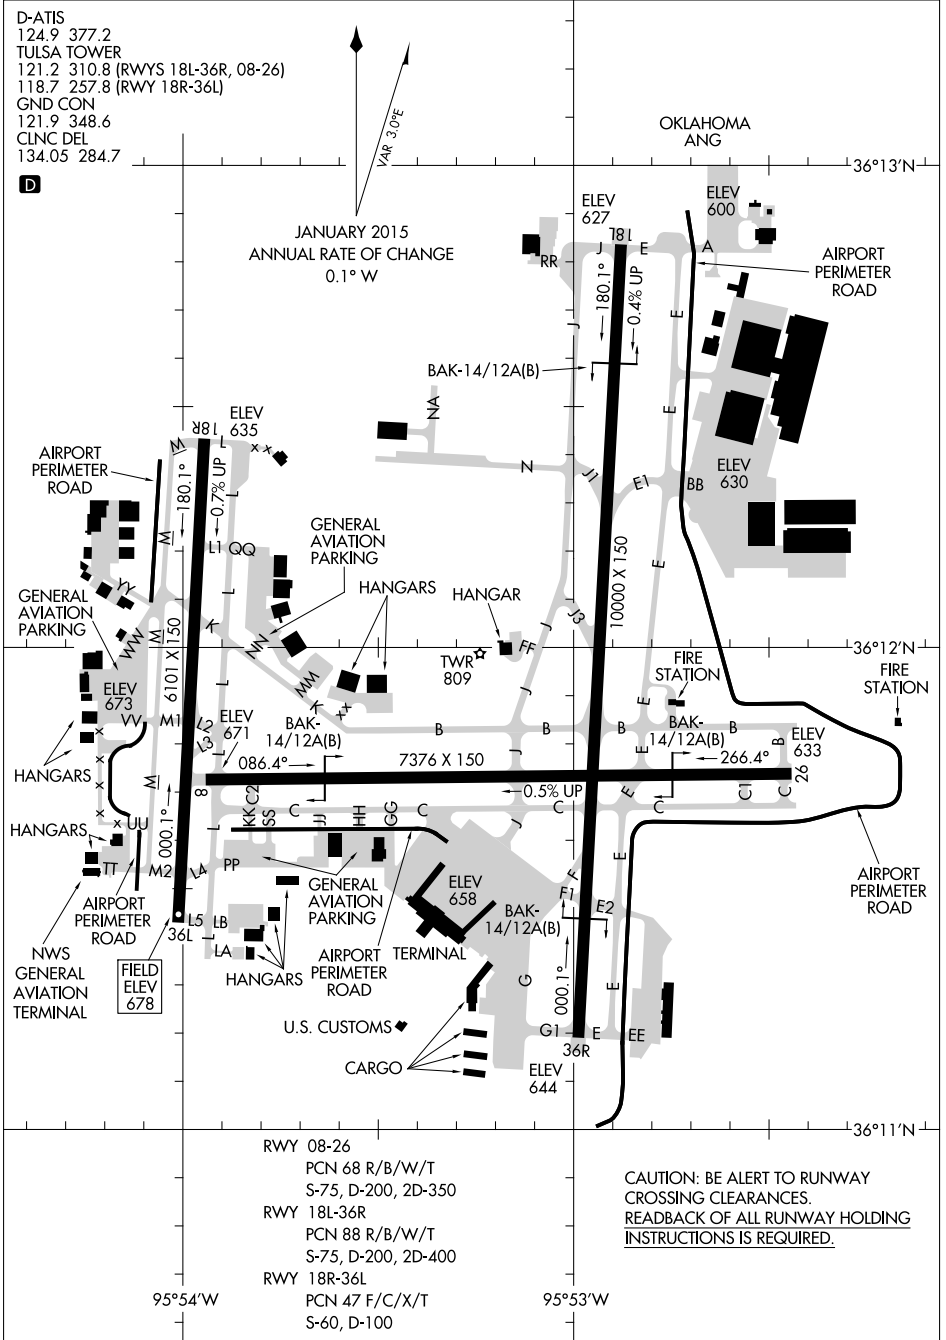 D-ATIS
124.9 377.2
TULSA TOWER
121.2 310.8 (RWYS 18L-36R, 08-26)
118.7 257.8 (RWY 18R-36L)
GND CON
121.9 348.6
CLNC DEL
134.05 284.7
D
VAR 3.0°E
JANUARY 2015
ANNUAL RATE OF CHANGE
0.1° W
OKLAHOMA
ANG
36°13'N
ELEV
600
ELEV
627
18L
J
E
A
RR
AIRPORT
PERIMETER
ROAD
180.1°
0.4% UP
E
J
BAK-14/12A(B)
NA
E
ELEV
635
18R
M
L
x x
AIRPORT
PERIMETER
ROAD
180.1°
0.7% UP
L
N
J1
E1
BB
ELEV
630
GENERAL
AVIATION
PARKING
M
L1 QQ
10000 X 150
E
YY
L
HANGARS
HANGAR
GENERAL
AVIATION
PARKING
K
J3
J
WW
M
6101 X 150
NN
FF
36°12'N
TWR
809
FIRE
STATION
FIRE
STATION
L
MM
J
E
ELEV
673
K
x x
VV
M1
L2
ELEV
671
BAK-
14/12A(B)
B
B
B
B
BAK-
14/12A(B)
B
ELEV
633
L3
J
E
x
x
x
x
HANGARS
M
086.4°
7376 X 150
266.4°
26
8
C2
0.5% UP
E
C1
C
000.1°
KK
SS
C
JJ
HH
GG
C
C
C
J
HANGARS
UU
L
TT
M2
L4
PP
E
F
AIRPORT
PERIMETER
ROAD
GENERAL
AVIATION
PARKING
ELEV
658
F1
E2
BAK-
14/12A(B)
AIRPORT
PERIMETER
ROAD
36L
L5
LB
L
LA
NWS
GENERAL
AVIATION
TERMINAL
FIELD
ELEV
678
HANGARS
AIRPORT
PERIMETER
ROAD
TERMINAL
G
000.1°
E
U.S. CUSTOMS
G1
E
EE
36R
CARGO
ELEV
644
36°11'N
RWY 08-26
PCN 68 R/B/W/T
S-75, D-200, 2D-350
RWY 18L-36R
PCN 88 R/B/W/T
S-75, D-200, 2D-400
RWY 18R-36L
PCN 47 F/C/X/T
S-60, D-100
CAUTION: BE ALERT TO RUNWAY
CROSSING CLEARANCES.
READBACK OF ALL RUNWAY HOLDING
INSTRUCTIONS IS REQUIRED.
95°54'W
95°53'W